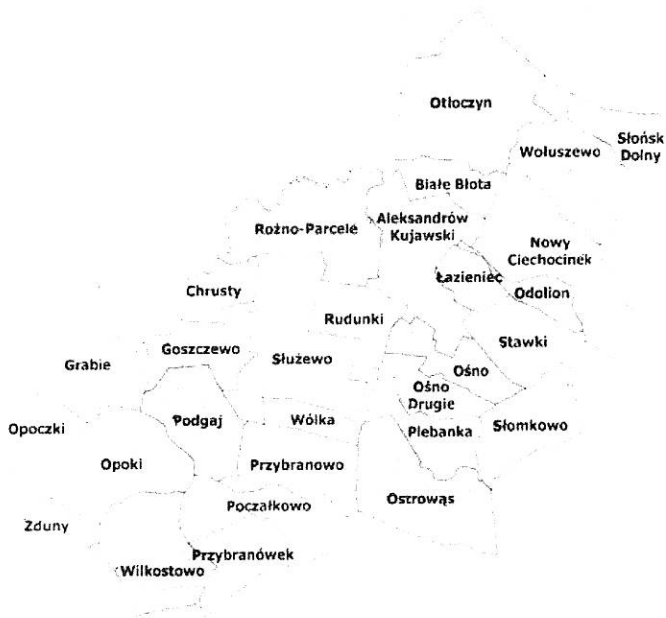 Otłoczyn
Wołuszewo
Słońsk
Dolny
Białe Błota
Aleksandrów
Kujawski
Rożno-Parcele
Nowy
Ciechocinek
Łazieniec
Odolion
Chrusty
Rudunki
Stawki
Goszczewo
Służewo
Grabie
Ośno
Ośno
Drugie
Podgaj
Wólka
Opoczki
Plebanka
Słomkowo
Opoki
Przybranowo
Ostrowąs
Poczałkowo
Zduny
Przybranówek
Wilkostowo